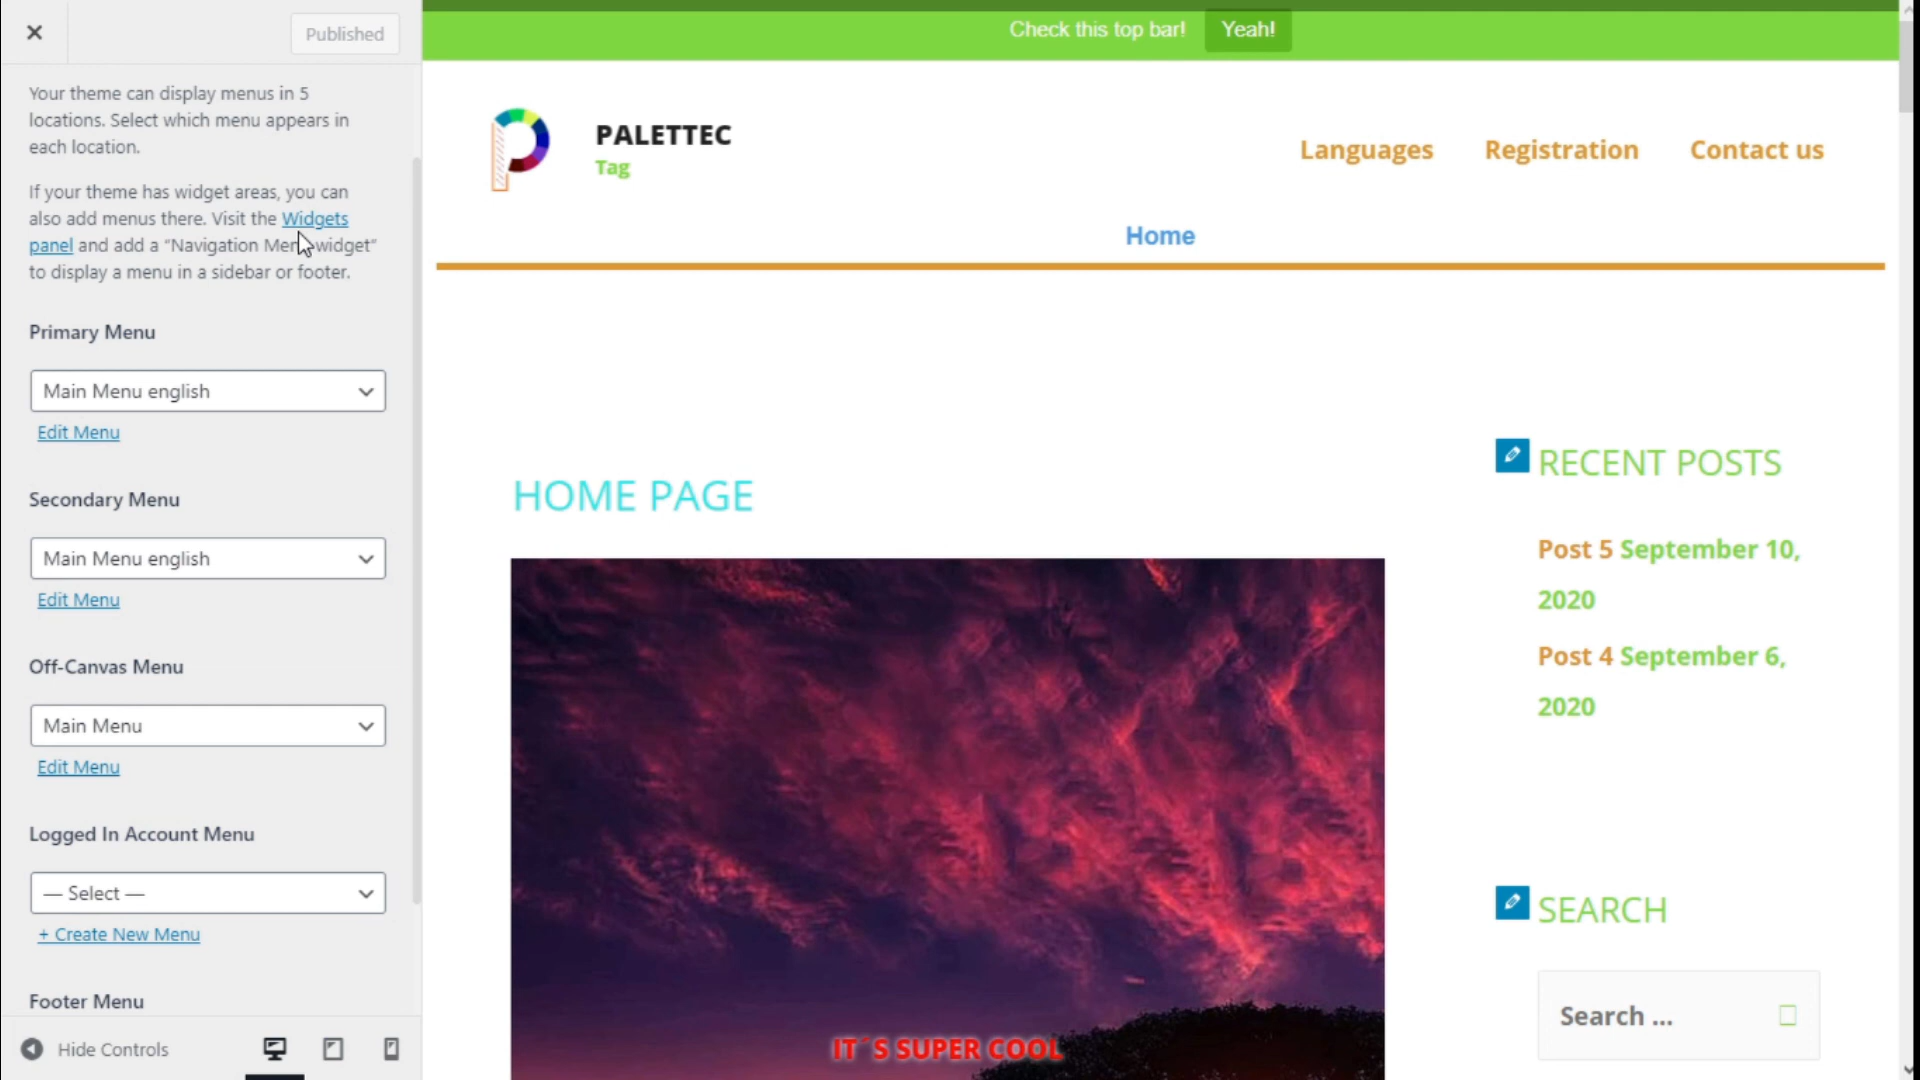 Published
Your theme can display menus in 5
locations. Select which menu appears in
each location.
If your theme has widget areas, you can
also add menus there. Visit the Widgets
panel and add a “Navigation Menu widget”
to display a menu in a sidebar or footer.
Primary Menu
Main Menu english
Edit Menu
Secondary Menu
Main Menu english
Edit Menu
Off-Canvas Menu
Main Menu
Edit Menu
Logged In Account Menu
— Select —
+ Create New Menu
Footer Menu
Hide Controls
Check this top bar! Yeah!
PALETTEC
Tag
Languages Registration Contact us
Home
HOME PAGE
IT´S SUPER COOL
RECENT POSTS
Post 5 September 10,
2020
Post 4 September 6,
2020
SEARCH
Search ...